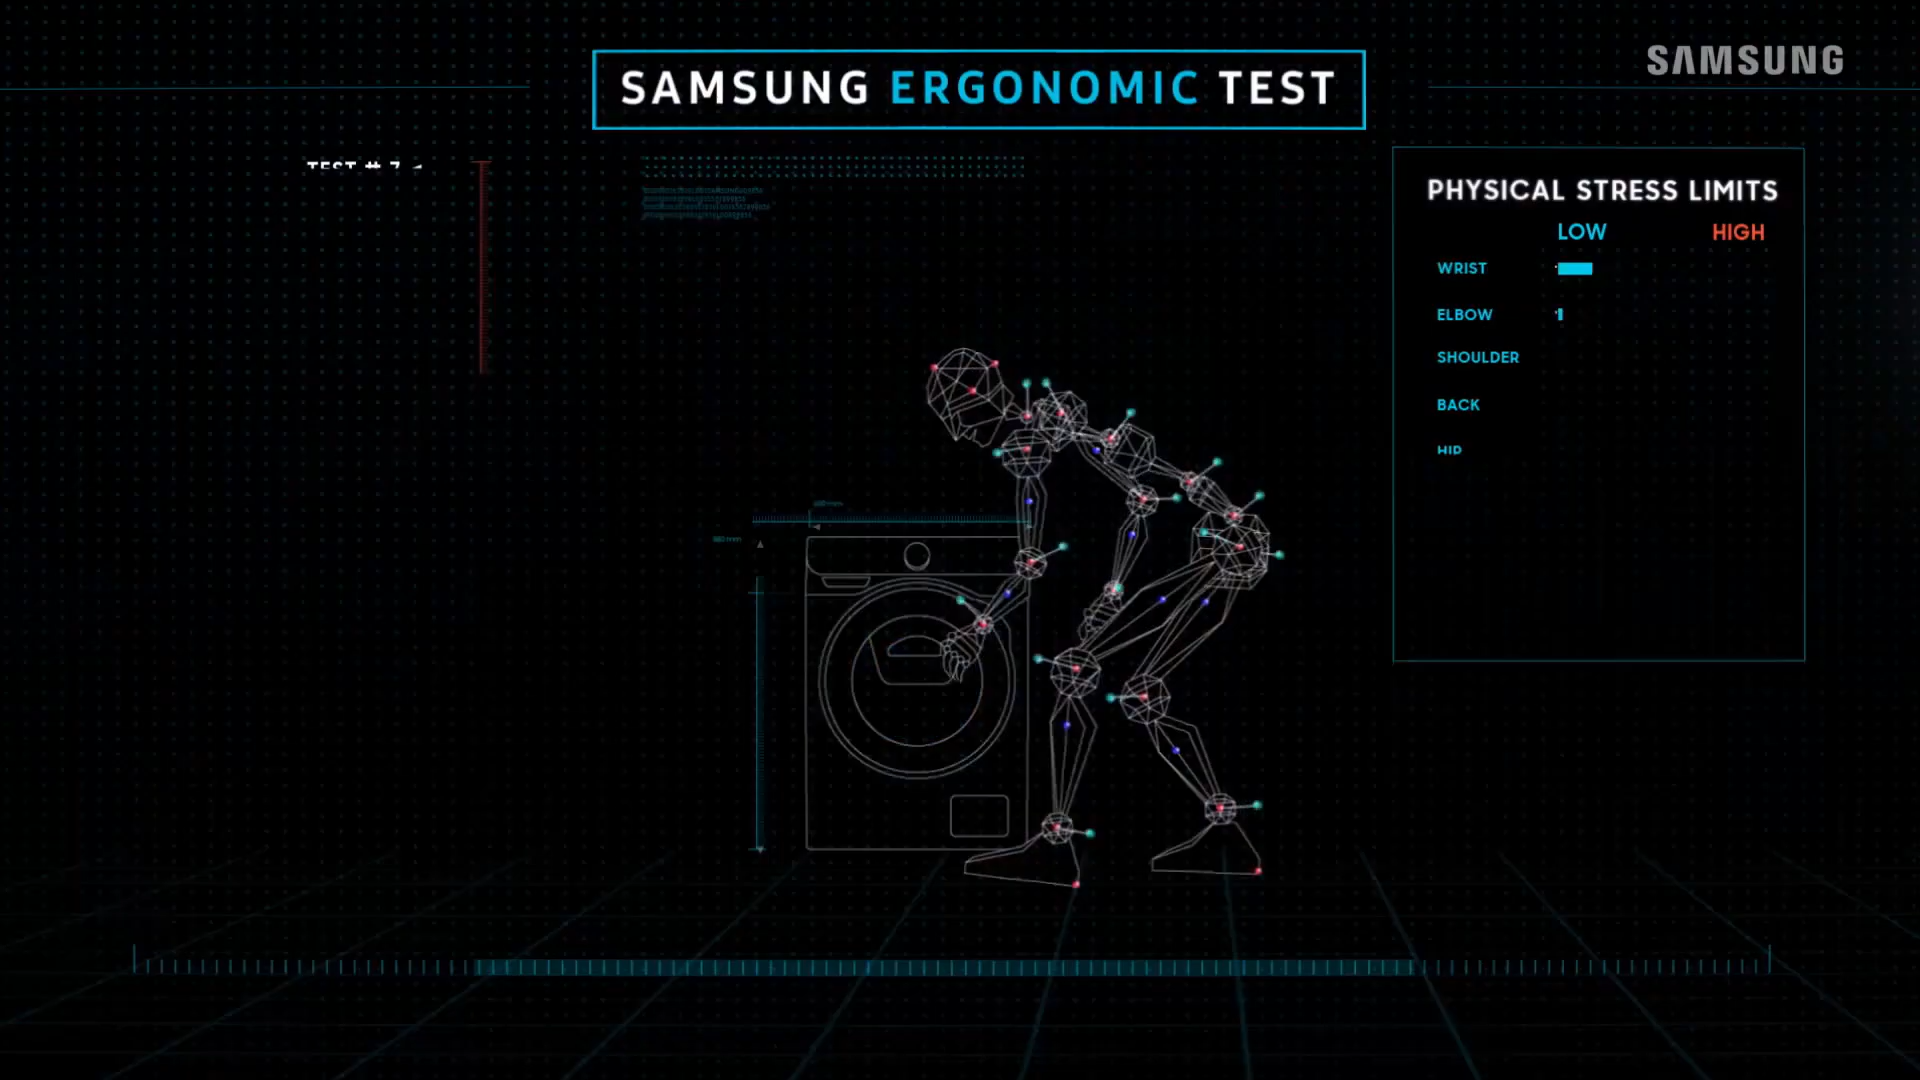 SAMSUNG ERGONOMIC TEST
SAMSUNG
PHYSICAL STRESS LIMITS
LOW HIGH
WRIST
ELBOW
SHOULDER
BACK
HIP